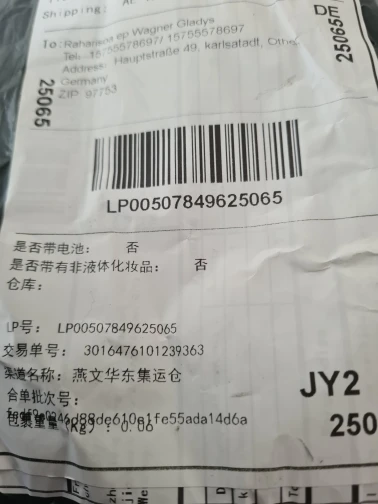 Shipping:
DE
To: Rahamsea ep Wagner Gladys
Tel: 15755578697/ 15755578697
Address: Hauptstraße 49, karlsatadt, Othe
Germany
ZIP: 97753
25065
25065
LP00507849625065
是否带电池： 否
是否带有非液体化妆品： 否
仓库：
LP号： LP00507849625065
交易单号： 3016476101239363
渠道名称：燕文华东集运仓
合单批次号：
包裹重量(Kg)：0.06
JY2
250